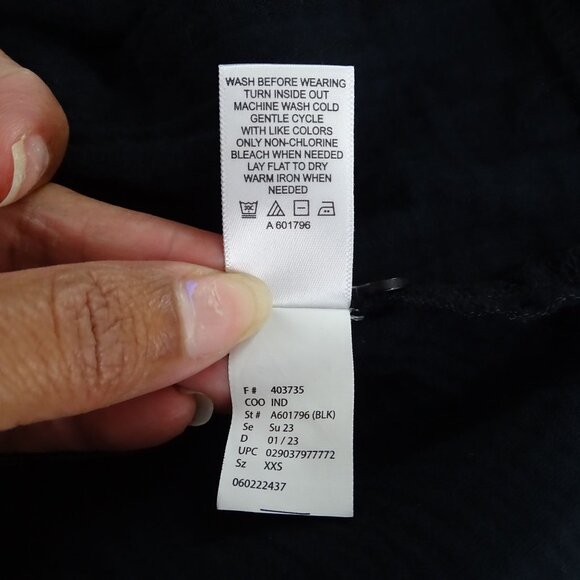 WASH BEFORE WEARING
TURN INSIDE OUT
MACHINE WASH COLD
GENTLE CYCLE
WITH LIKE COLORS
ONLY NON-CHLORINE
BLEACH WHEN NEEDED
LAY FLAT TO DRY
WARM IRON WHEN
NEEDED
A 601796
F # 403735
COO IND
St # A601796 (BLK)
Se Su 23
D 01 / 23
UPC 029037977772
Sz XXS
060222437